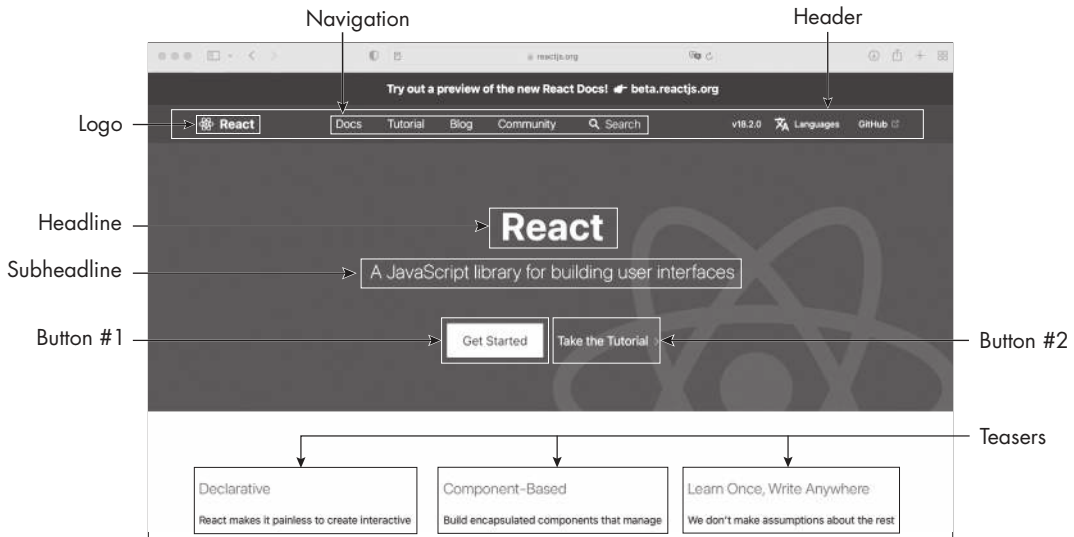 Navigation
Header
reactjs.org
Try out a preview of the new React Docs! beta.reactjs.org
Logo
React
Docs Tutorial Blog Community Search
v18.2.0 Languages GitHub
Headline
React
Subheadline
A JavaScript library for building user interfaces
Button #1
Get Started
Take the Tutorial
Button #2
Teasers
Declarative
Component-Based
Learn Once, Write Anywhere
React makes it painless to create interactive
Build encapsulated components that manage
We don't make assumptions about the rest